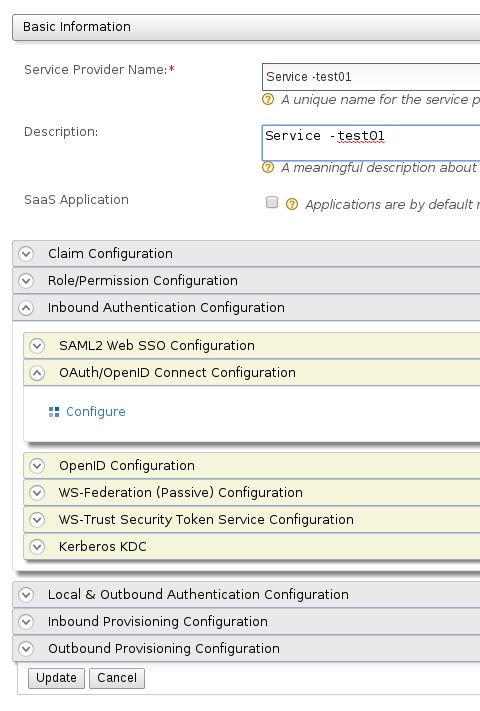 Basic Information
Service Provider Name:*
Service -test01
A unique name for the service p
Description:
Service -test01
A meaningful description about
SaaS Application
Applications are by default r
Claim Configuration
Role/Permission Configuration
Inbound Authentication Configuration
SAML2 Web SSO Configuration
OAuth/OpenID Connect Configuration
Configure
OpenID Configuration
WS-Federation (Passive) Configuration
WS-Trust Security Token Service Configuration
Kerberos KDC
Local & Outbound Authentication Configuration
Inbound Provisioning Configuration
Outbound Provisioning Configuration
Update Cancel